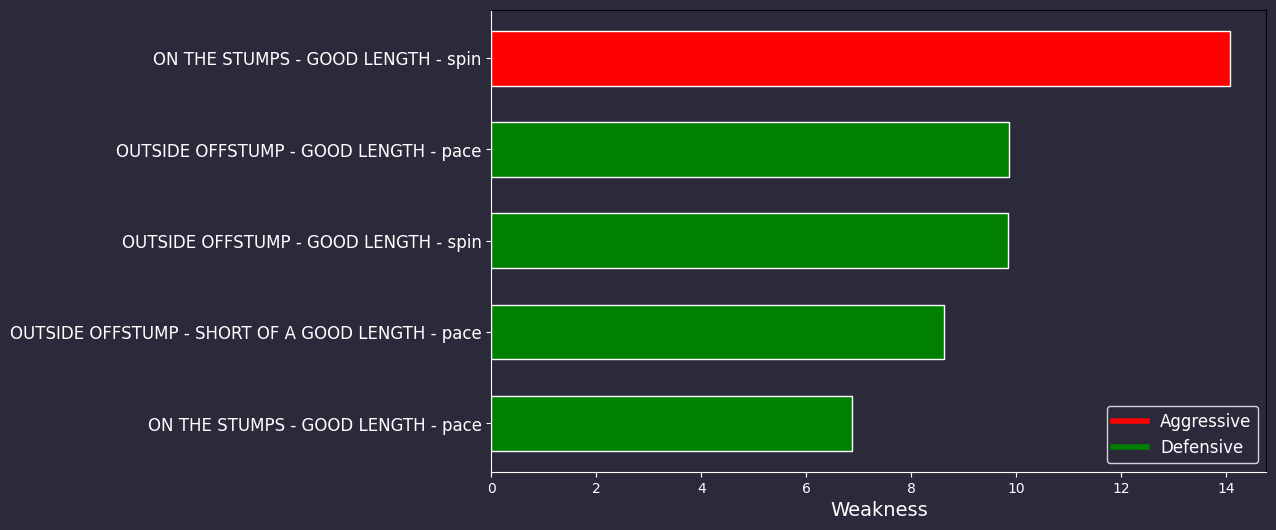 ON THE STUMPS - GOOD LENGTH - spin
OUTSIDE OFFSTUMP - GOOD LENGTH - pace
OUTSIDE OFFSTUMP - GOOD LENGTH - spin
OUTSIDE OFFSTUMP - SHORT OF A GOOD LENGTH - pace
ON THE STUMPS - GOOD LENGTH - pace
Aggressive
Defensive
0 2 4 6 8 10 12 14
Weakness